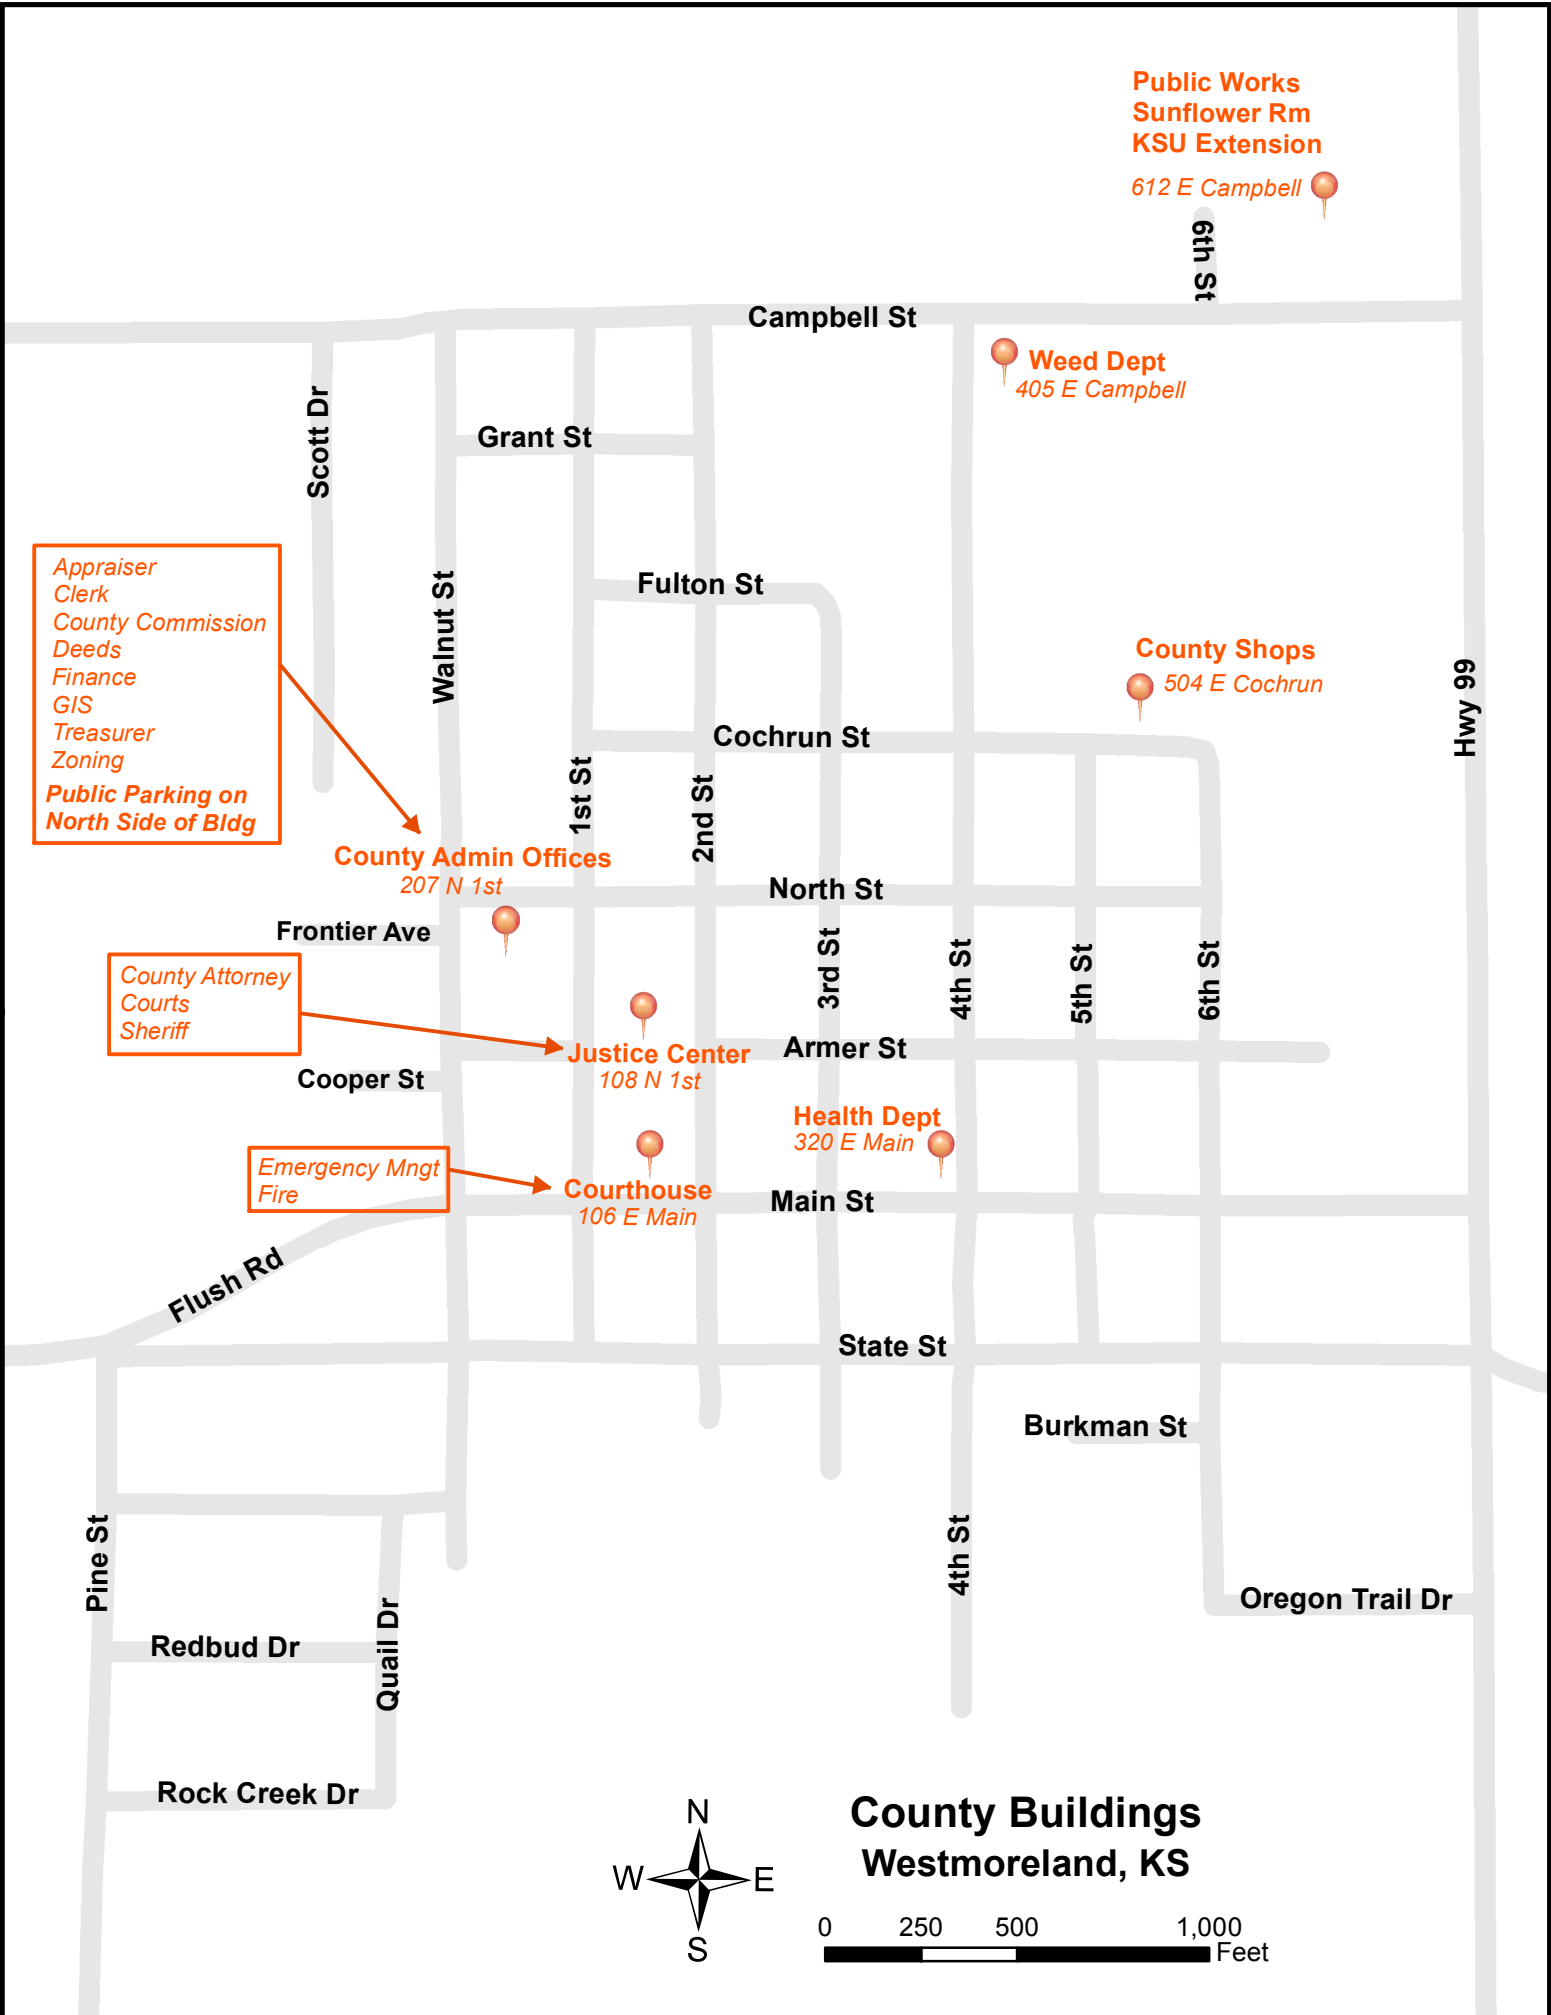 Public Works
Sunflower Rm
KSU Extension
612 E Campbell
6th St
Campbell St
Weed Dept
405 E Campbell
Scott Dr
Grant St
Appraiser
Clerk
County Commission
Deeds
Finance
GIS
Treasurer
Zoning
Public Parking on
North Side of Bldg
Walnut St
Fulton St
County Shops
504 E Cochrun
Hwy 99
Cochrun St
1st St
2nd St
County Admin Offices
207 N 1st
North St
Frontier Ave
3rd St
4th St
5th St
6th St
County Attorney
Courts
Sheriff
Justice Center
108 N 1st
Armer St
Cooper St
Health Dept
320 E Main
Emergency Mngt
Fire
Courthouse
106 E Main
Main St
Flush Rd
State St
Burkman St
Pine St
4th St
Oregon Trail Dr
Redbud Dr
Quail Dr
Rock Creek Dr
N
W
E
S
County Buildings
Westmoreland, KS
0 250 500 1,000
Feet